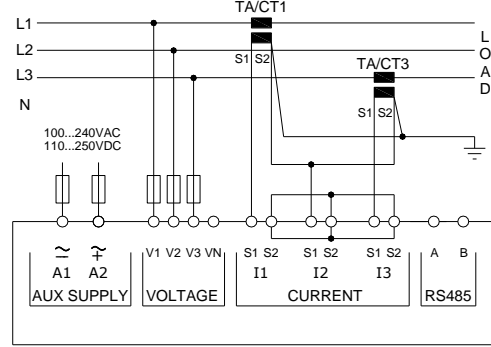 TA/CT1
L1
L2
S1 S2
L3
TA/CT3
LOAD
N
S1 S2
100...240VAC
110...250VDC
V1 V2 V3 VN S1 S2 S1 S2 S1 S2 A B
A1 A2 I1 I2 I3
AUX SUPPLY VOLTAGE CURRENT RS485